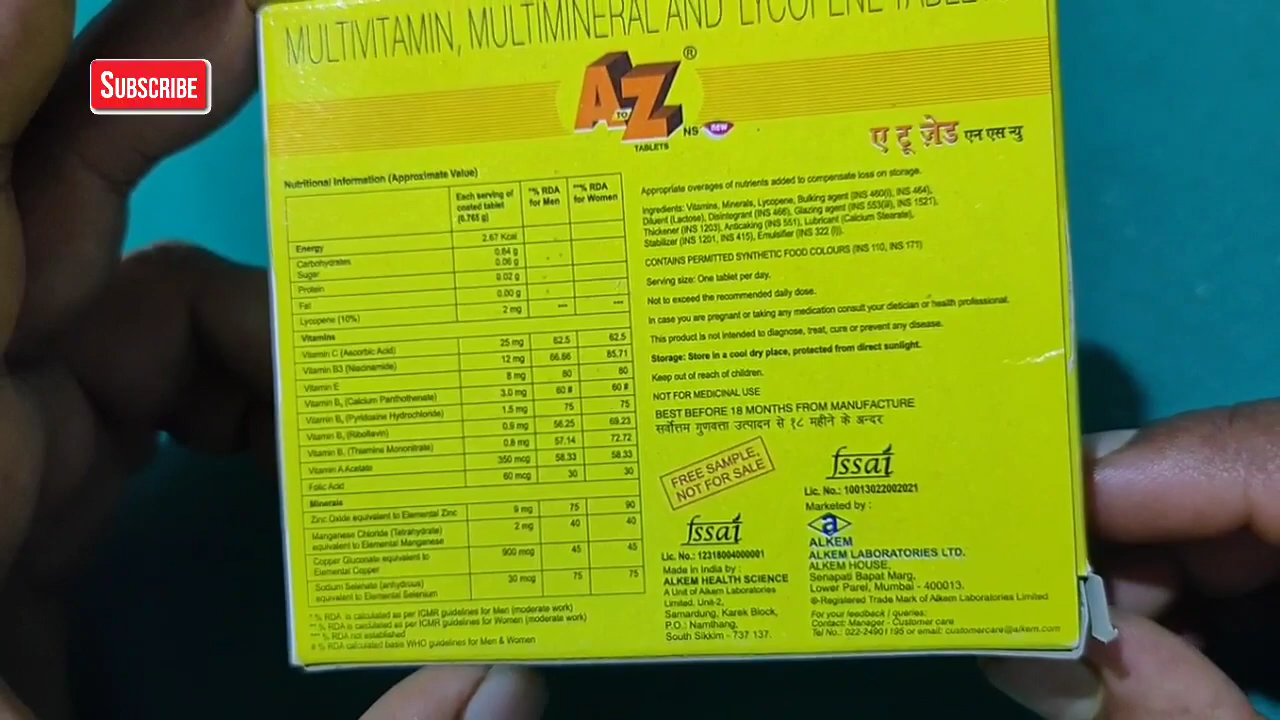 MULTIVITAMIN, MULTIMINERAL AND LYCOPENE TABLE
SUBSCRIBE
A TO Z ®
NS NEW
TABLETS
ए टू ज़ेड एन एस न्यु
Nutritional Information (Approximate Value)
Each serving of coated tablet (0.765 g) *% RDA for Men **% RDA for Women
Energy 2.67 Kcal
Carbohydrates 0.64 g
Sugar 0.06 g
Protein 0.02 g
Fat 0.00 g
Lycopene (10%) 2 mg *** ***
Vitamins
Vitamin C (Ascorbic Acid) 25 mg 62.5 62.5
Vitamin B3 (Niacinamide) 12 mg 66.66 85.71
Vitamin E 8 mg 80 80
Vitamin B₅ (Calcium Panthothenate) 3.0 mg 60 # 60 #
Vitamin B₆ (Pyridoxine Hydrochloride) 1.5 mg 75 75
Vitamin B₂ (Riboflavin) 0.9 mg 56.25 69.23
Vitamin B₁ (Thiamine Mononitrate) 0.8 mg 57.14 72.72
Vitamin A Acetate 350 mcg 58.33 58.33
Folic Acid 60 mcg 30 30
Minerals
Zinc Oxide equivalent to Elemental Zinc 9 mg 75 90
Manganese Chloride (Tetrahydrate) 2 mg 40 40
equivalent to Elemental Manganese
Copper Gluconate equivalent to 900 mcg 45 45
Elemental Copper
Sodium Selenate (anhydrous) 30 mcg 75 75
equivalent to Elemental Selenium
* % RDA is calculated as per ICMR guidelines for Men (moderate work)
** % RDA is calculated as per ICMR guidelines for Women (moderate work)
*** % RDA not established
# % RDA calculated basis WHO guidelines for Men & Women
Appropriate overages of nutrients added to compensate loss on storage.
Ingredients: Vitamins, Minerals, Lycopene, Bulking agent (INS 460(i), INS 464),
Diluent (Lactose), Disintegrant (INS 466), Glazing agent (INS 553(iii), INS 1521),
Thickener (INS 1203), Anticaking (INS 551), Lubricant (Calcium Stearate),
Stabilizer (INS 1201, INS 415), Emulsifier (INS 322 (i)).
CONTAINS PERMITTED SYNTHETIC FOOD COLOURS (INS 110, INS 171)
Serving size: One tablet per day.
Not to exceed the recommended daily dose.
In case you are pregnant or taking any medication consult your dietician or health professional.
This product is not intended to diagnose, treat, cure or prevent any disease.
Storage: Store in a cool dry place, protected from direct sunlight.
Keep out of reach of children.
NOT FOR MEDICINAL USE
BEST BEFORE 18 MONTHS FROM MANUFACTURE
सर्वोत्तम गुणवत्ता उत्पादन से १८ महीने के अन्दर
FREE SAMPLE,
NOT FOR SALE
fssai
Lic. No.: 12318004000001
Made in India by :
ALKEM HEALTH SCIENCE
A Unit of Alkem Laboratories
Limited, Unit-2,
Samardung, Karek Block,
P.O.: Namthang,
South Sikkim - 737 137.
fssai
Lic. No.: 10013022002021
Marketed by :
a
ALKEM
ALKEM LABORATORIES LTD.
ALKEM HOUSE,
Senapati Bapat Marg,
Lower Parel, Mumbai - 400013.
®-Registered Trade Mark of Alkem Laboratories Limited
For your feedback / queries:
Contact: Manager - Customer care
Tel No.: 022-24901195 or email: customercare@alkem.com